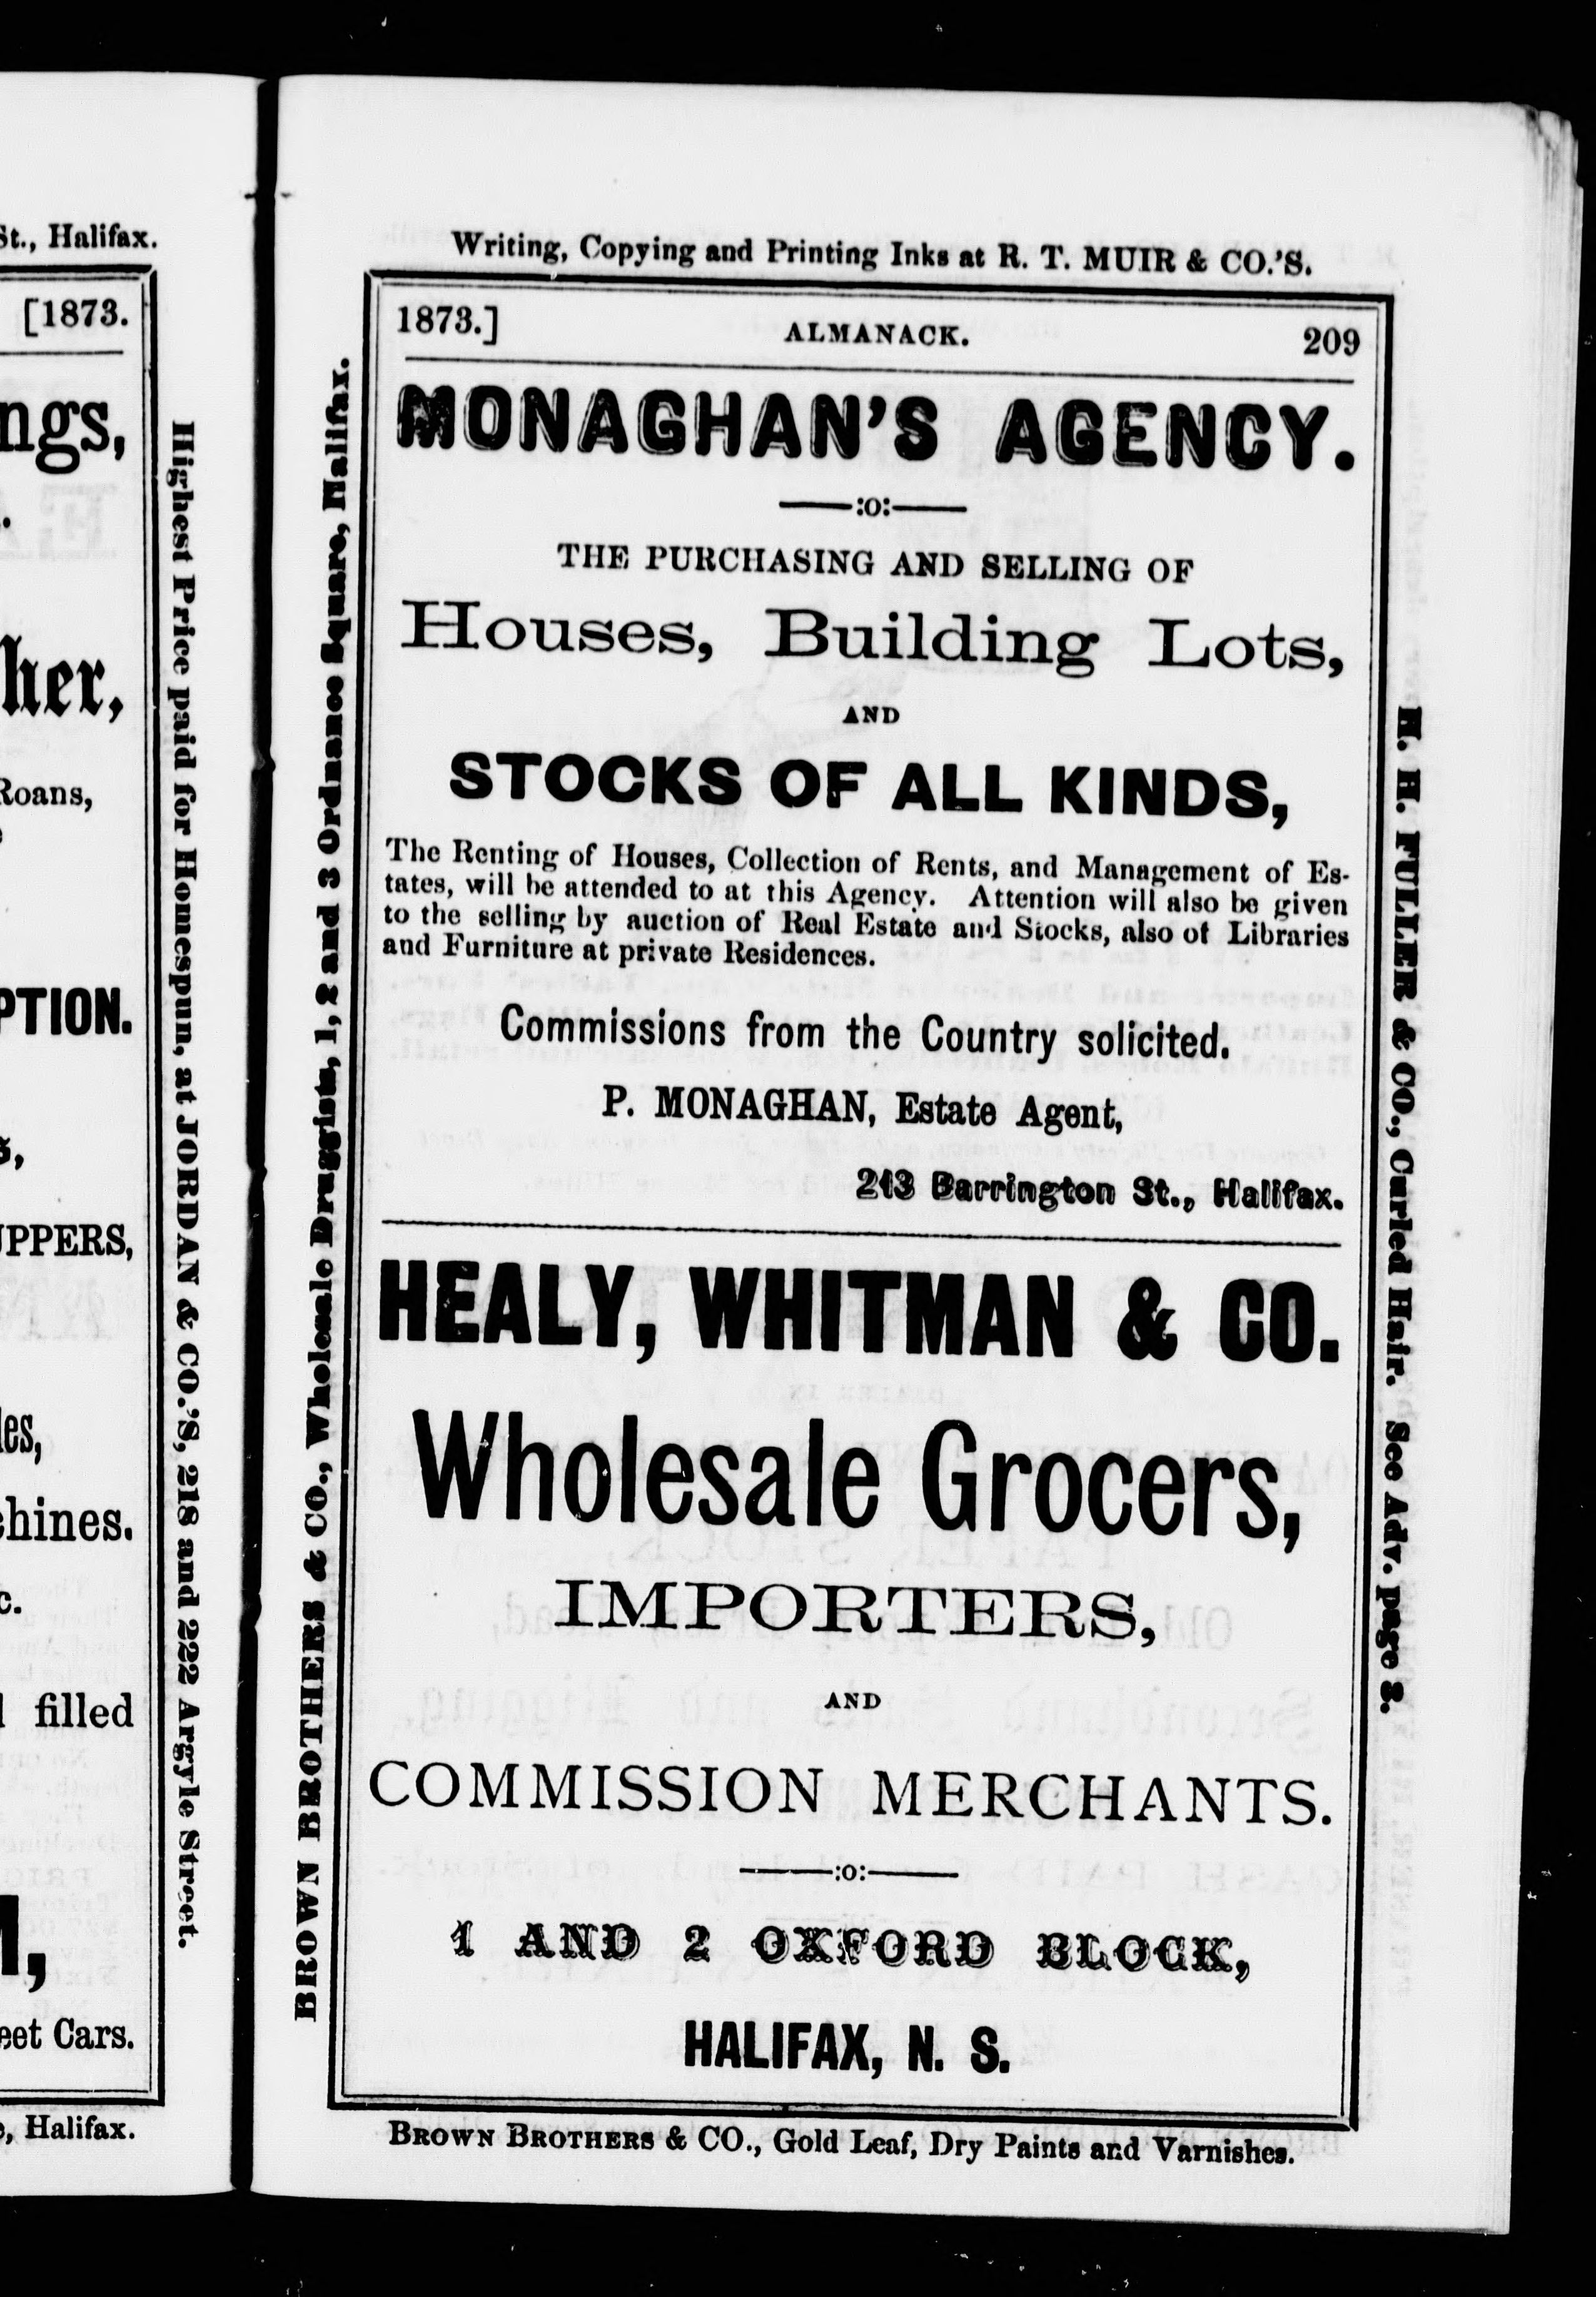 St., Halifax.
[1873.
ngs,
her,
Roans,
PTION.
UPPERS,
les,
chines.
c.
filled
eet Cars.
Halifax.
Highest Price paid for Homespun, at JORDAN & CO.'S, 218 and 222 Argyle Street.
Writing, Copying and Printing Inks at R. T. MUIR & CO.'S.
BROWN BROTHERS & CO., Wholesale Druggists, 1, 2 and 3 Ordnance Square, Halifax.
1873.] ALMANACK. 209
MONAGHAN'S AGENCY.
——:o:——
THE PURCHASING AND SELLING OF
Houses, Building Lots,
AND
STOCKS OF ALL KINDS,
The Renting of Houses, Collection of Rents, and Management of Es-
tates, will be attended to at this Agency. Attention will also be given
to the selling by auction of Real Estate and Stocks, also of Libraries
and Furniture at private Residences.
Commissions from the Country solicited.
P. MONAGHAN, Estate Agent,
213 Barrington St., Halifax.
HEALY, WHITMAN & CO.
Wholesale Grocers,
IMPORTERS,
AND
COMMISSION MERCHANTS.
——:o:——
1 AND 2 OXFORD BLOCK,
HALIFAX, N. S.
BROWN BROTHERS & CO., Gold Leaf, Dry Paints and Varnishes.
H. H. FULLER & CO., Curled Hair. See Adv. page 8.